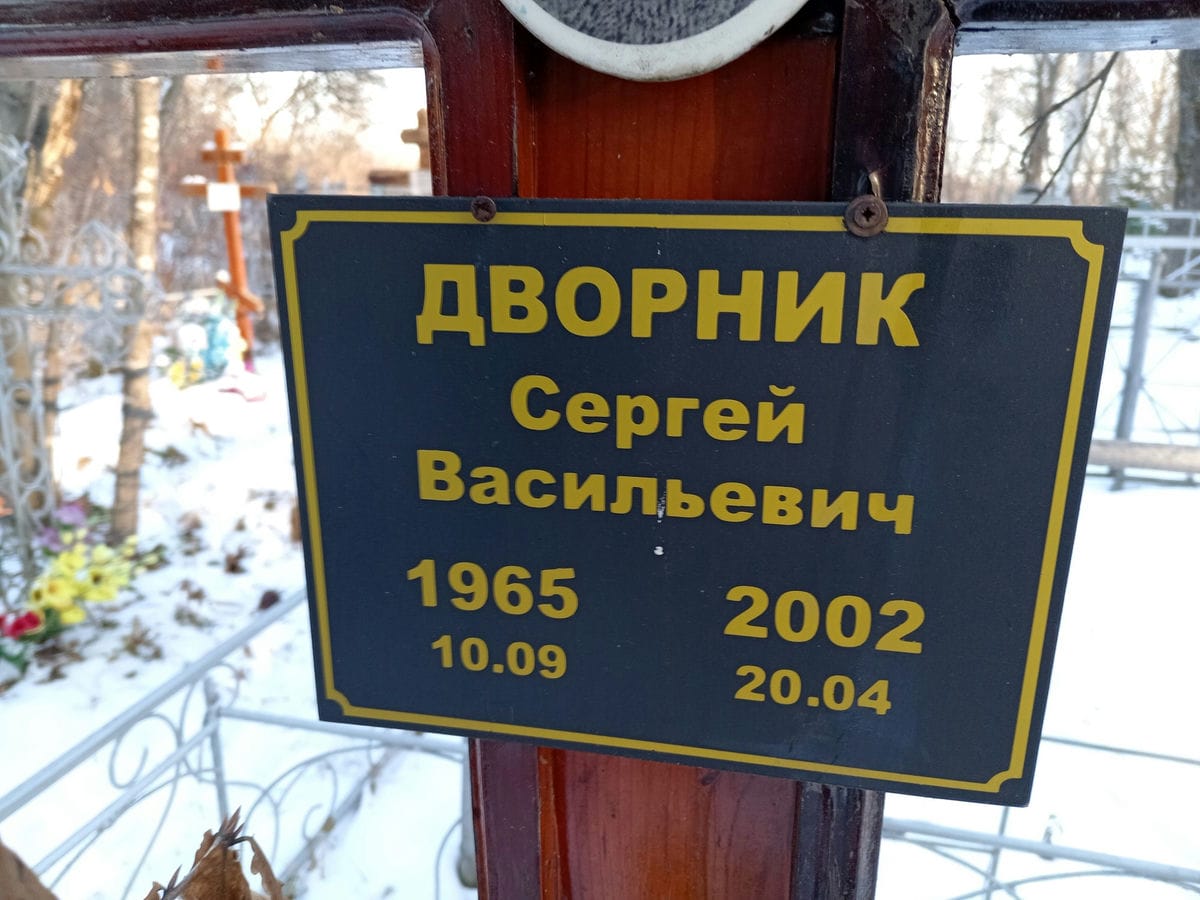 ДВОРНИК
Сергей
Васильевич
1965 2002
10.09 20.04